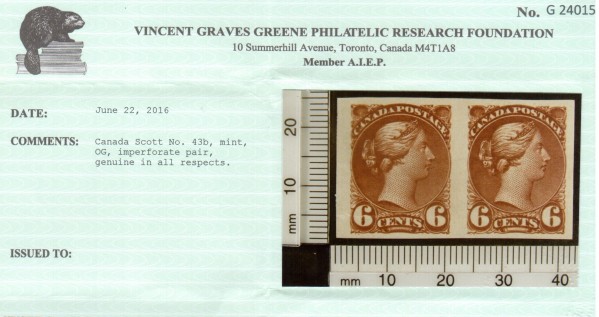 No. G 24015
VINCENT GRAVES GREENE PHILATELIC RESEARCH FOUNDATION
10 Summerhill Avenue, Toronto, Canada M4T1A8
Member A.I.E.P.
DATE: June 22, 2016
COMMENTS: Canada Scott No. 43b, mint,
OG, imperforate pair,
genuine in all respects.
ISSUED TO:
20
10
mm
CANADA POSTAGE CANADA POSTAGE
6 CENTS 6 6 CENTS 6
mm 10 20 30 40